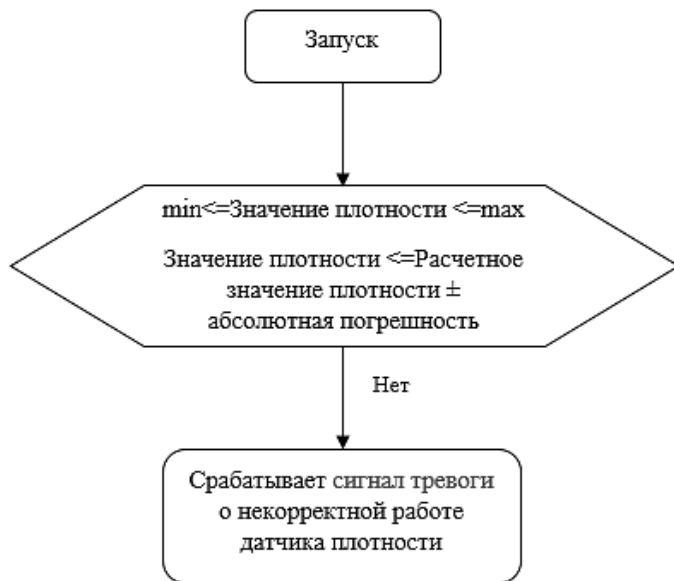 Запуск
min<=Значение плотности <=max
Значение плотности <=Расчетное
значение плотности ±
абсолютная погрешность
Нет
Срабатывает сигнал тревоги
о некорректной работе
датчика плотности